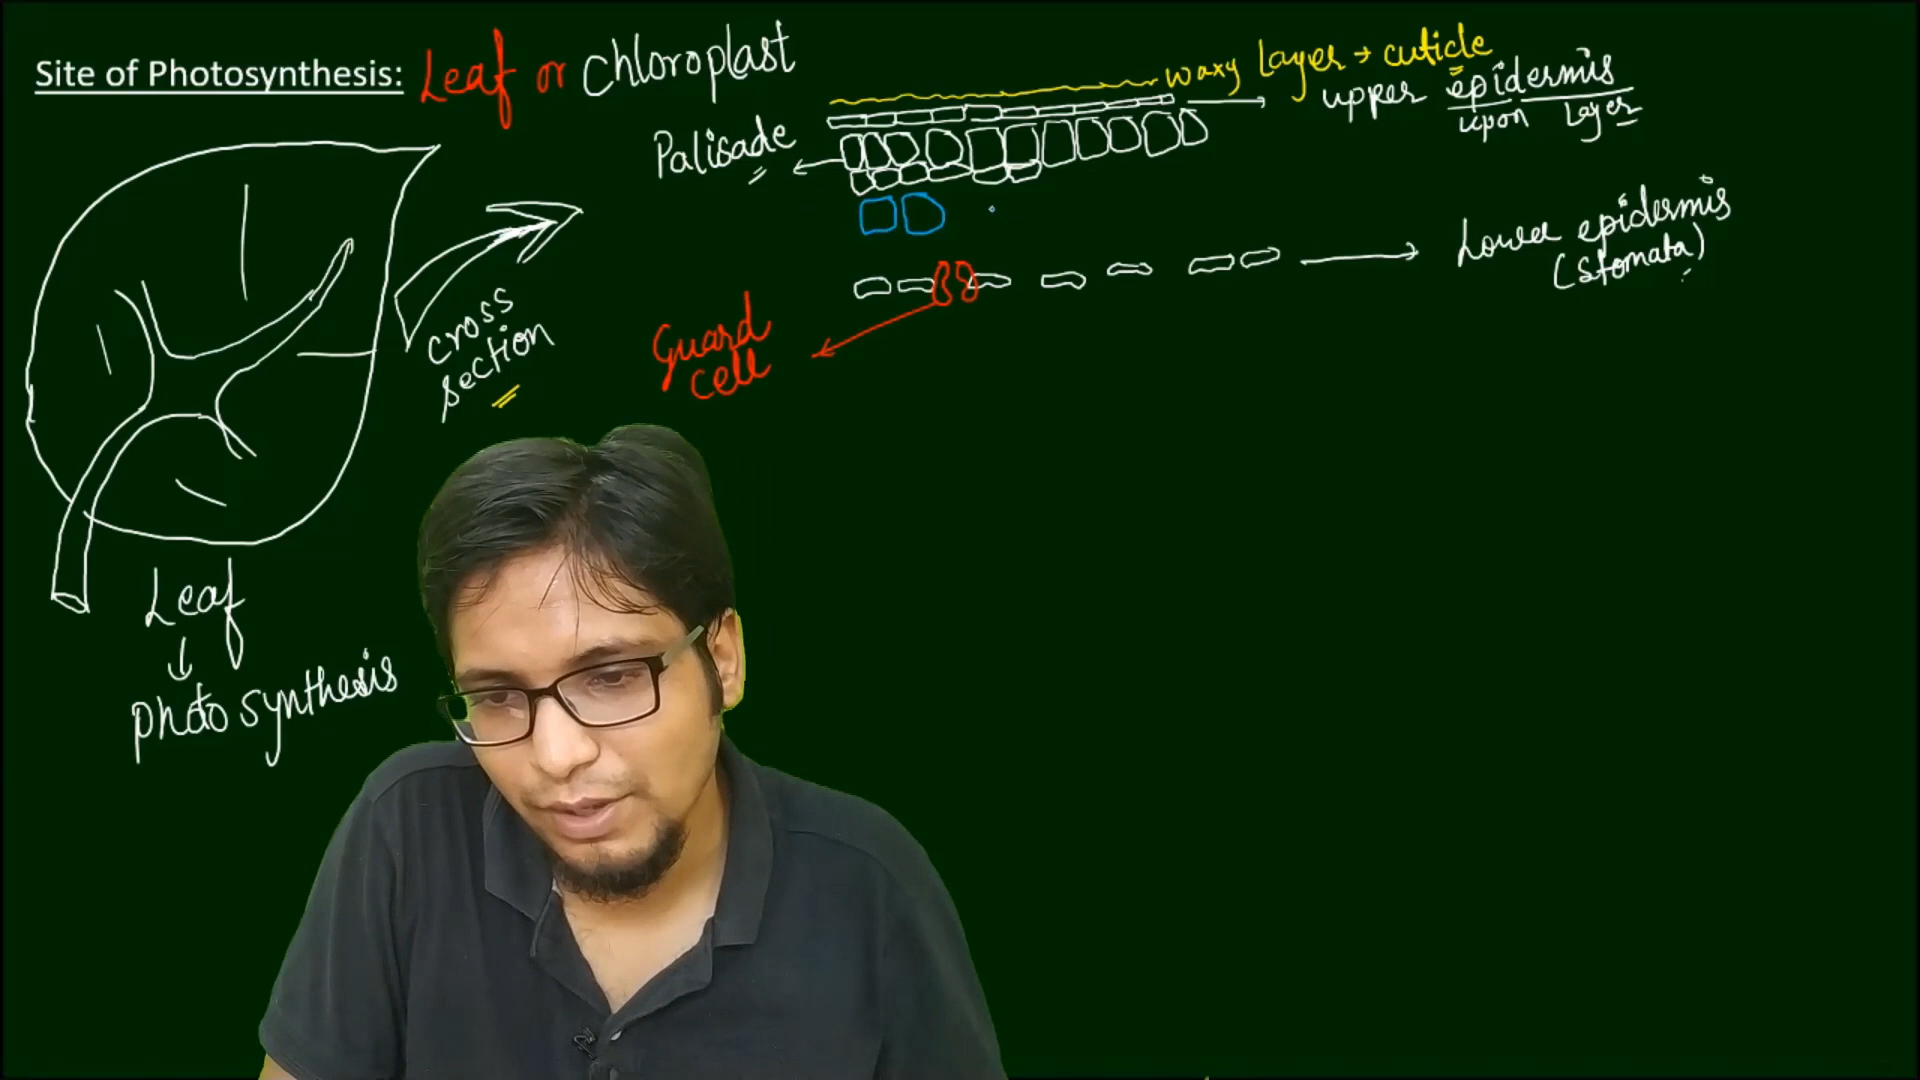 Site of Photosynthesis: Leaf or Chloroplast
waxy Layer → cuticle
upper epidermis
upon Layer
Palisade
Lower epidermis
(stomata)
Guard
cell
cross
section
Leaf
↓
photosynthesis